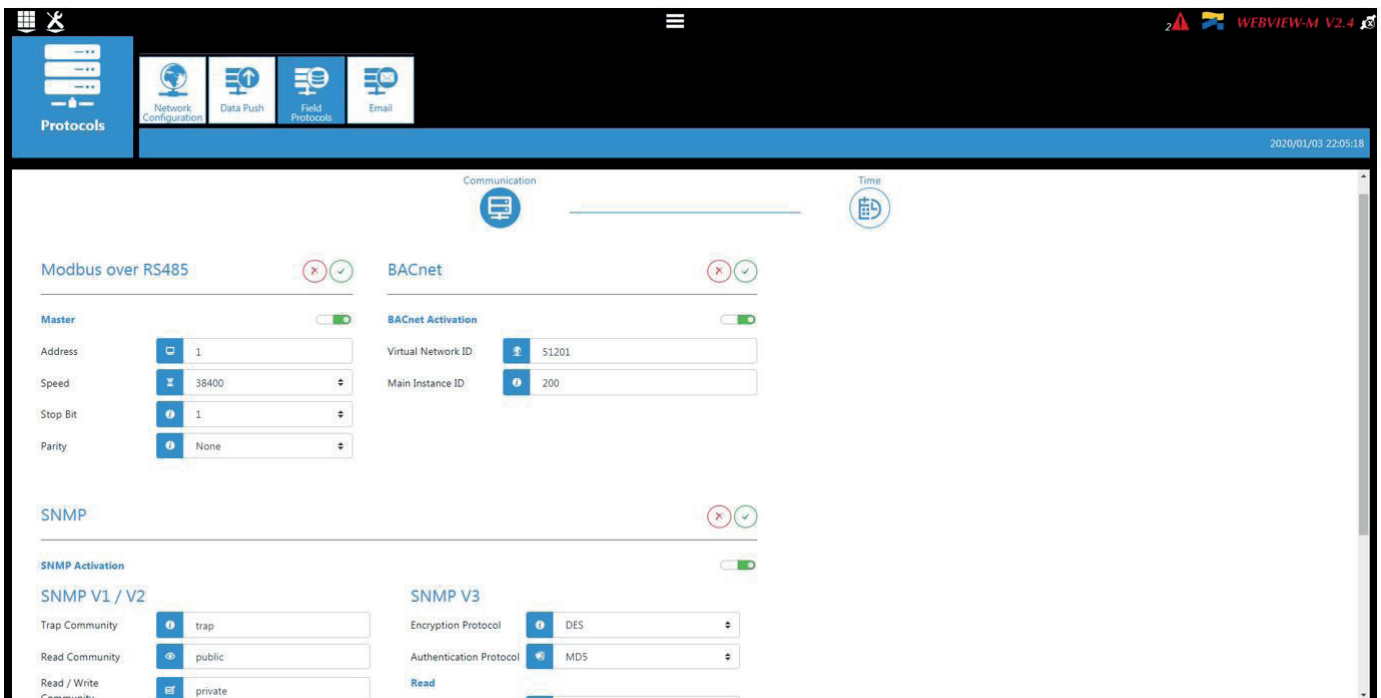 2 WEBVIEW-M V2.4
Protocols
Network Configuration
Data Push
Field Protocols
Email
2020/01/03 22:05:18
Communication
Time
Modbus over RS485
Master
Address 1
Speed 38400
Stop Bit 1
Parity None
BACnet
BACnet Activation
Virtual Network ID 51201
Main Instance ID 200
SNMP
SNMP Activation
SNMP V1 / V2
Trap Community trap
Read Community public
Read / Write
Community private
SNMP V3
Encryption Protocol DES
Authentication Protocol MD5
Read